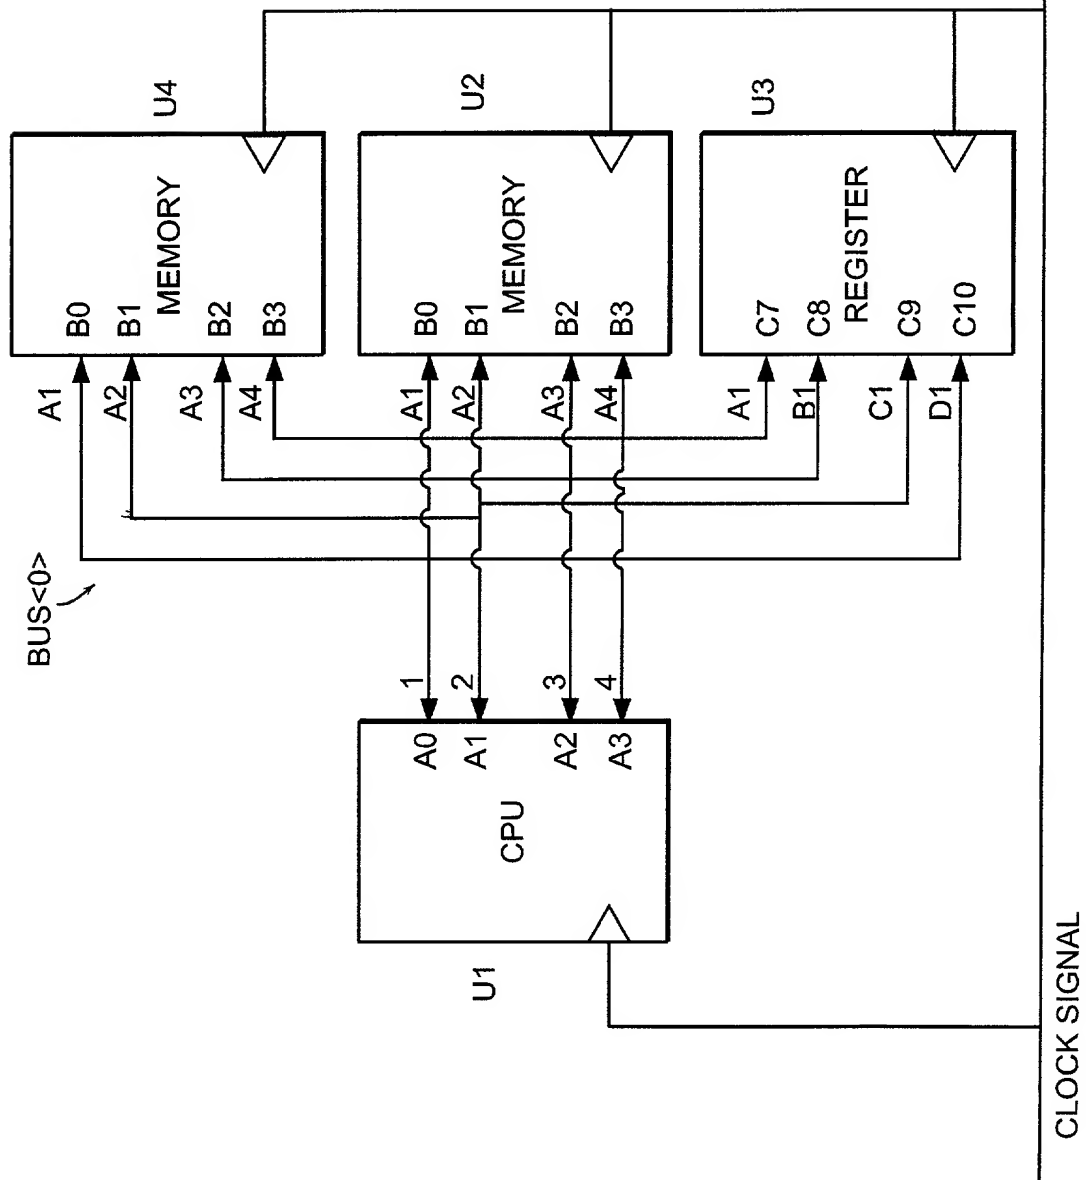 BUS<0>
U4
MEMORY
A1 B0
A2 B1
A3 B2
A4 B3
U2
MEMORY
A1 B0
A2 B1
A3 B2
A4 B3
U3
REGISTER
A1 C7
B1 C8
C1 C9
D1 C10
U1
CPU
A0 1
A1 2
A2 3
A3 4
CLOCK SIGNAL